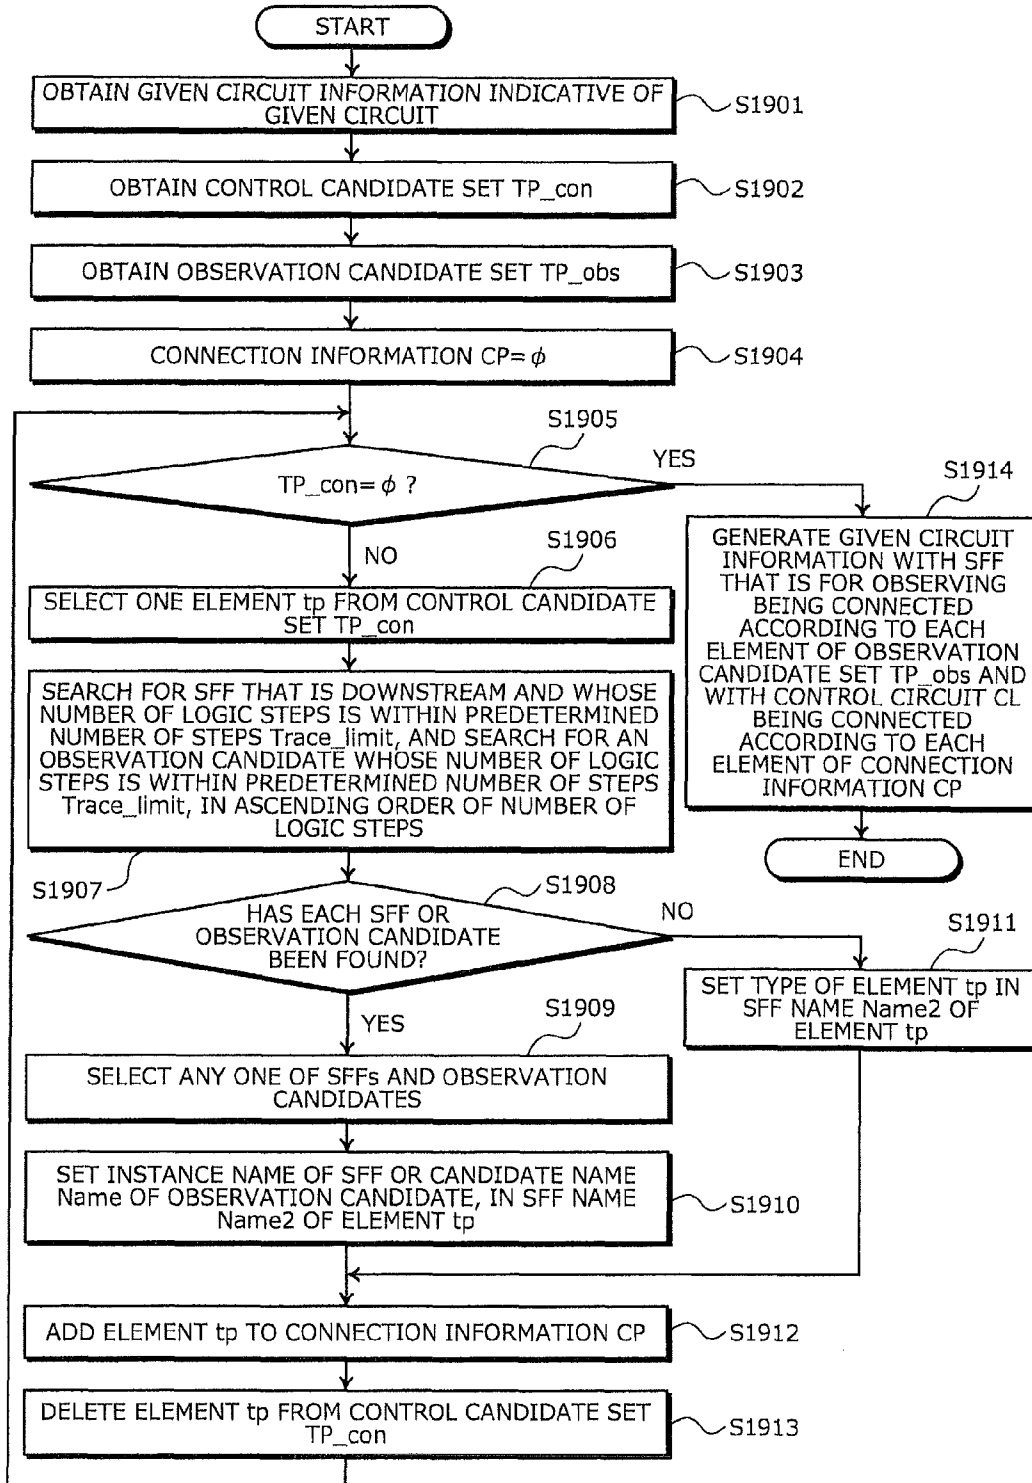 START
OBTAIN GIVEN CIRCUIT INFORMATION INDICATIVE OF
GIVEN CIRCUIT
S1901
OBTAIN CONTROL CANDIDATE SET TP_con
S1902
OBTAIN OBSERVATION CANDIDATE SET TP_obs
S1903
CONNECTION INFORMATION CP= ϕ
S1904
S1905
TP_con= ϕ ?
YES
NO
S1914
GENERATE GIVEN CIRCUIT
INFORMATION WITH SFF
THAT IS FOR OBSERVING
BEING CONNECTED
ACCORDING TO EACH
ELEMENT OF OBSERVATION
CANDIDATE SET TP_obs AND
WITH CONTROL CIRCUIT CL
BEING CONNECTED
ACCORDING TO EACH
ELEMENT OF CONNECTION
INFORMATION CP
END
S1906
SELECT ONE ELEMENT tp FROM CONTROL CANDIDATE
SET TP_con
SEARCH FOR SFF THAT IS DOWNSTREAM AND WHOSE
NUMBER OF LOGIC STEPS IS WITHIN PREDETERMINED
NUMBER OF STEPS Trace_limit, AND SEARCH FOR AN
OBSERVATION CANDIDATE WHOSE NUMBER OF LOGIC
STEPS IS WITHIN PREDETERMINED NUMBER OF STEPS
Trace_limit, IN ASCENDING ORDER OF NUMBER OF
LOGIC STEPS
S1907
S1908
HAS EACH SFF OR
OBSERVATION CANDIDATE
BEEN FOUND?
NO
YES
S1911
SET TYPE OF ELEMENT tp IN
SFF NAME Name2 OF
ELEMENT tp
S1909
SELECT ANY ONE OF SFFs AND OBSERVATION
CANDIDATES
SET INSTANCE NAME OF SFF OR CANDIDATE NAME
Name OF OBSERVATION CANDIDATE, IN SFF NAME
Name2 OF ELEMENT tp
S1910
ADD ELEMENT tp TO CONNECTION INFORMATION CP
S1912
DELETE ELEMENT tp FROM CONTROL CANDIDATE SET
TP_con
S1913